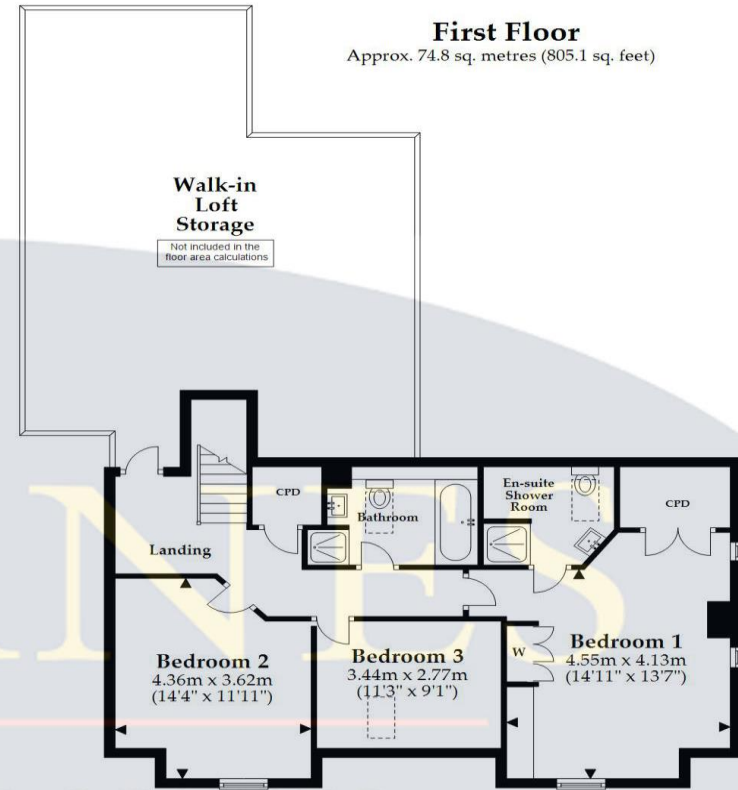 First Floor
Approx. 74.8 sq. metres (805.1 sq. feet)
Walk-in
Loft
Storage
Not included in the
floor area calculations
CPD
Bathroom
En-suite
Shower
Room
CPD
Landing
Bedroom 2
4.36m x 3.62m
(14'4" x 11'11")
Bedroom 3
3.44m x 2.77m
(11'3" x 9'1")
W
Bedroom 1
4.55m x 4.13m
(14'11" x 13'7")
NES